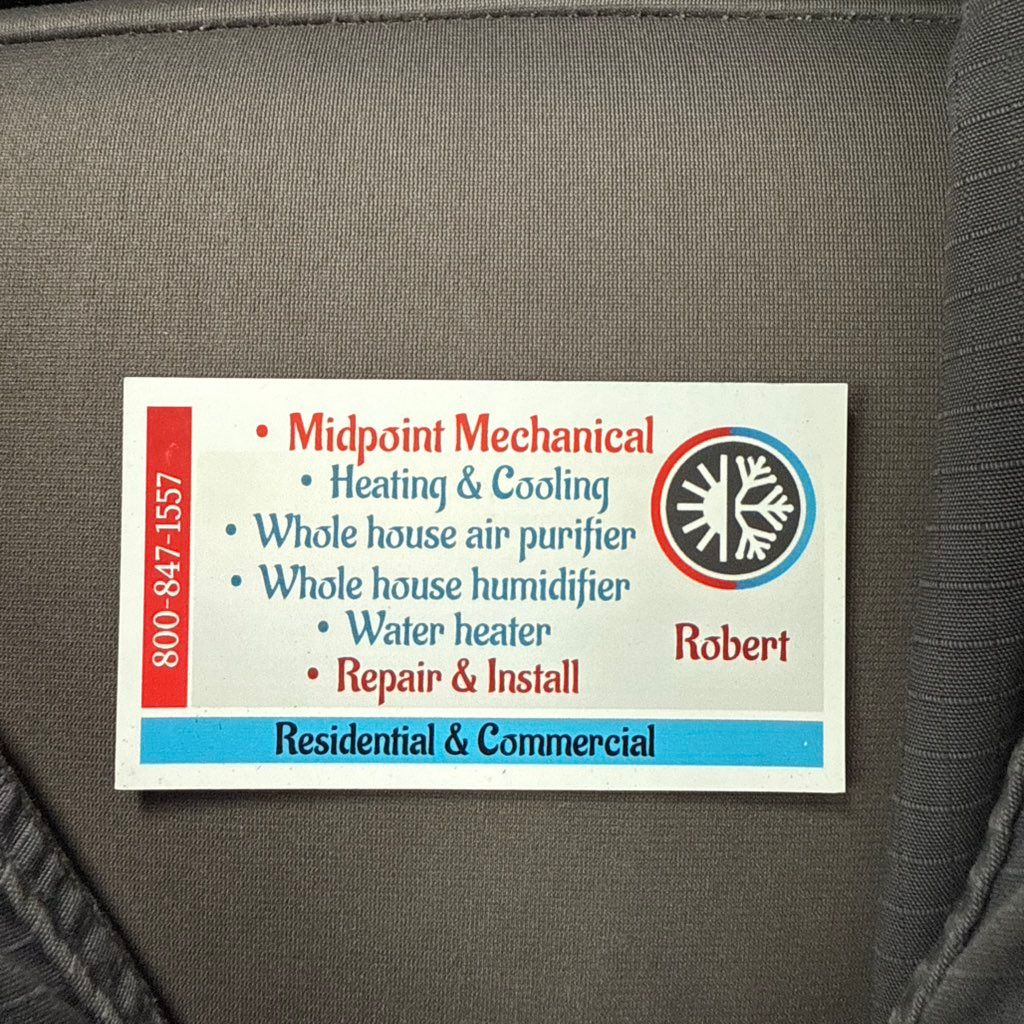 800-847-1557
• Midpoint Mechanical
• Heating & Cooling
• Whole house air purifier
• Whole house humidifier
• Water heater
• Repair & Install
Robert
Residential & Commercial